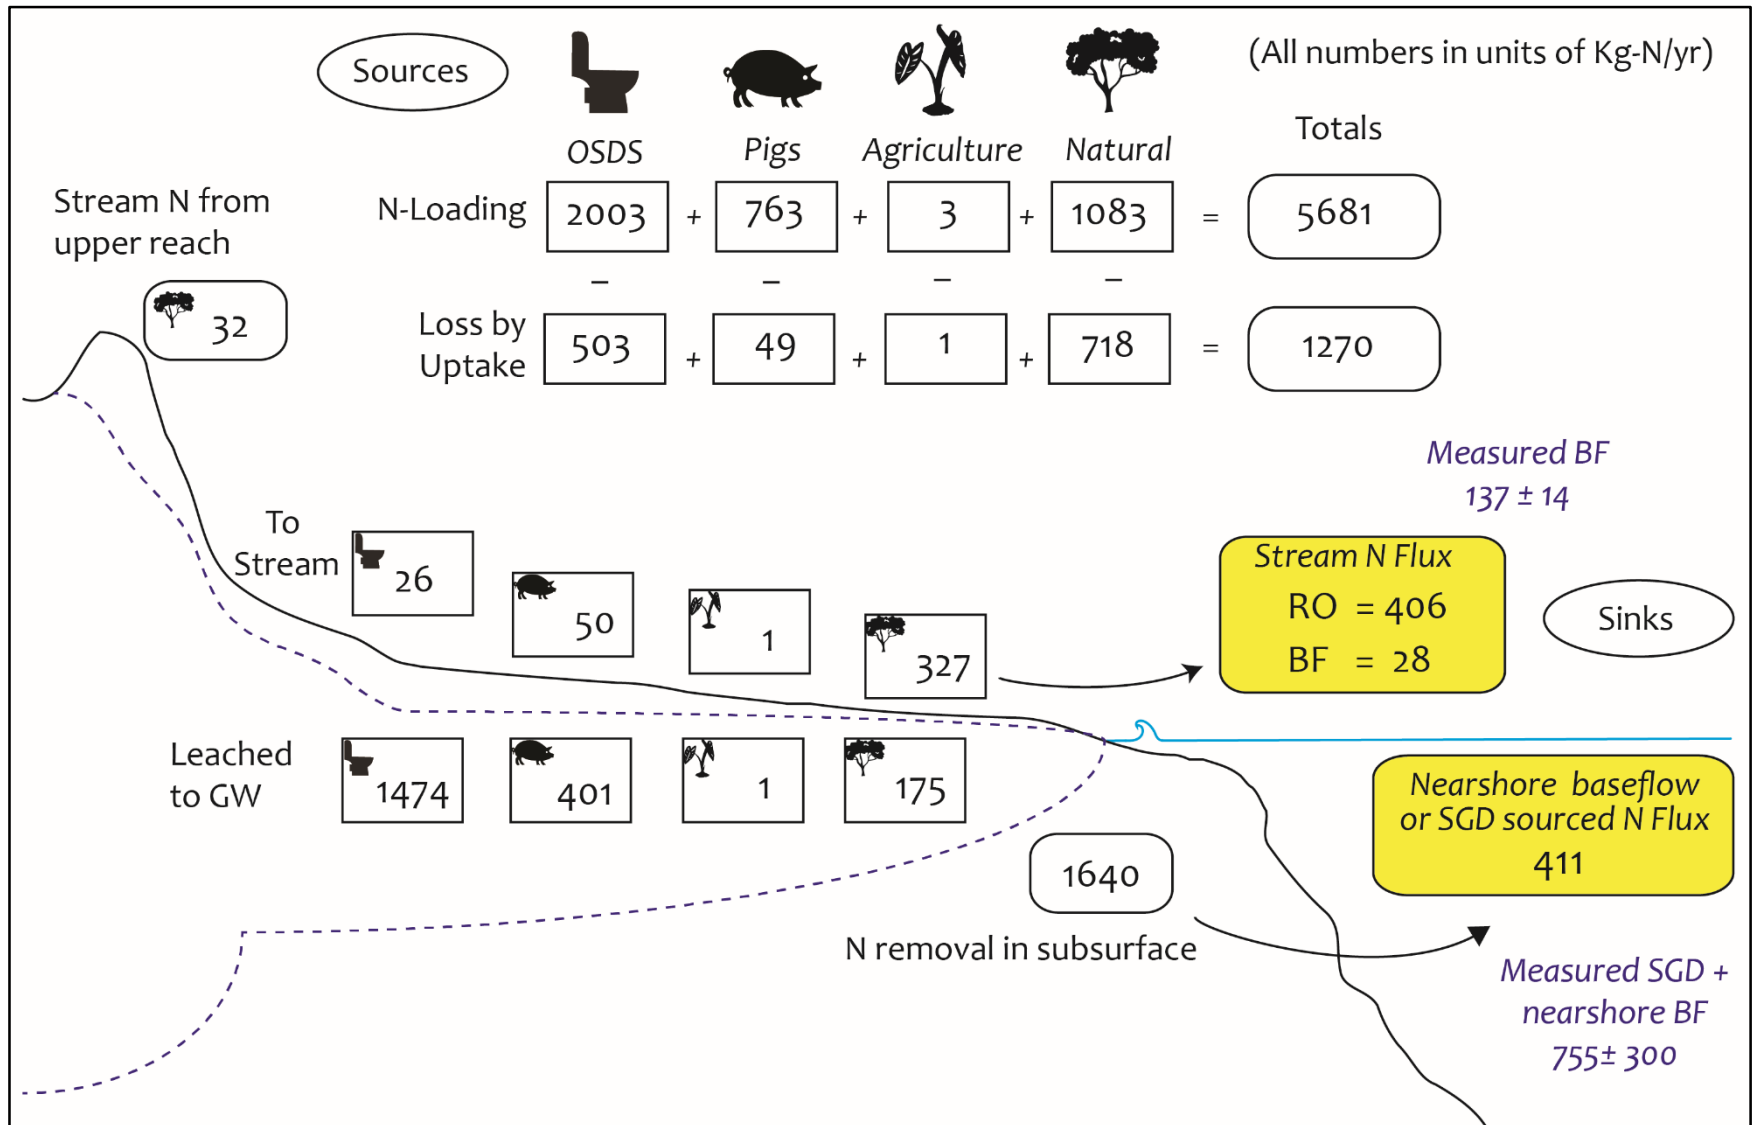 Sources
(All numbers in units of Kg-N/yr)
OSDS Pigs Agriculture Natural Totals
N-Loading 2003 + 763 + 3 + 1083 = 5681
– – – –
Loss by
Uptake 503 + 49 + 1 + 718 = 1270
Stream N from
upper reach
32
Measured BF
137 ± 14
To
Stream
26
50
1
327
Stream N Flux
RO = 406
BF = 28
Sinks
Leached
to GW
1474 401 1 175
Nearshore baseflow
or SGD sourced N Flux
411
1640
N removal in subsurface
Measured SGD +
nearshore BF
755± 300